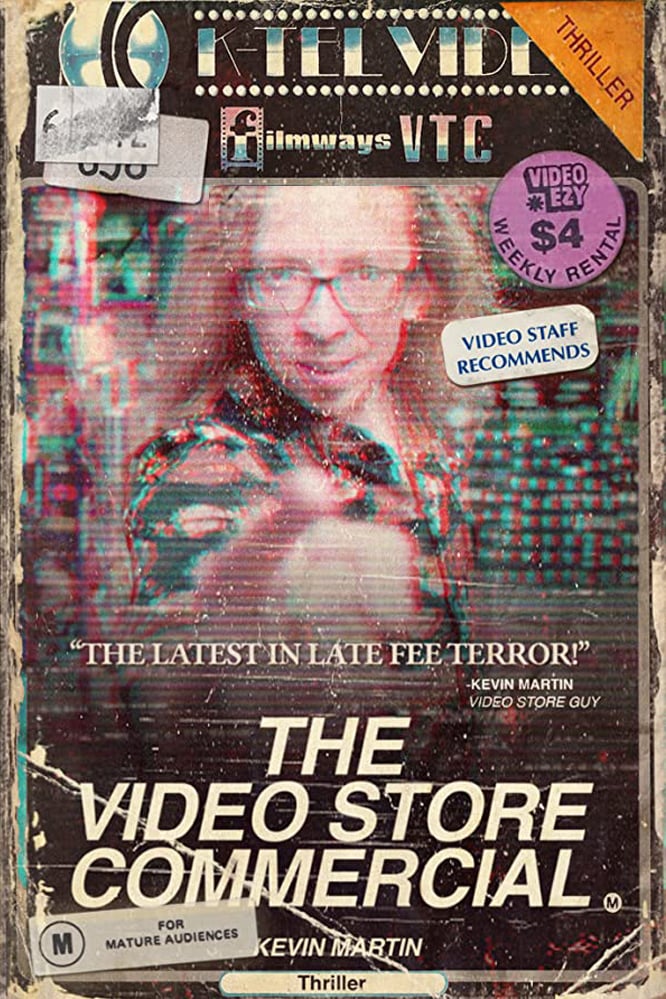 K-TEL VIDE
THRILLER
filmways VTC
VIDEO
EZY
$4
WEEKLY RENTAL
VIDEO STAFF
RECOMMENDS
“THE LATEST IN LATE FEE TERROR!”
-KEVIN MARTIN
VIDEO STORE GUY
THE
VIDEO STORE
COMMERCIAL
M
M
FOR
MATURE AUDIENCES
KEVIN MARTIN
Thriller